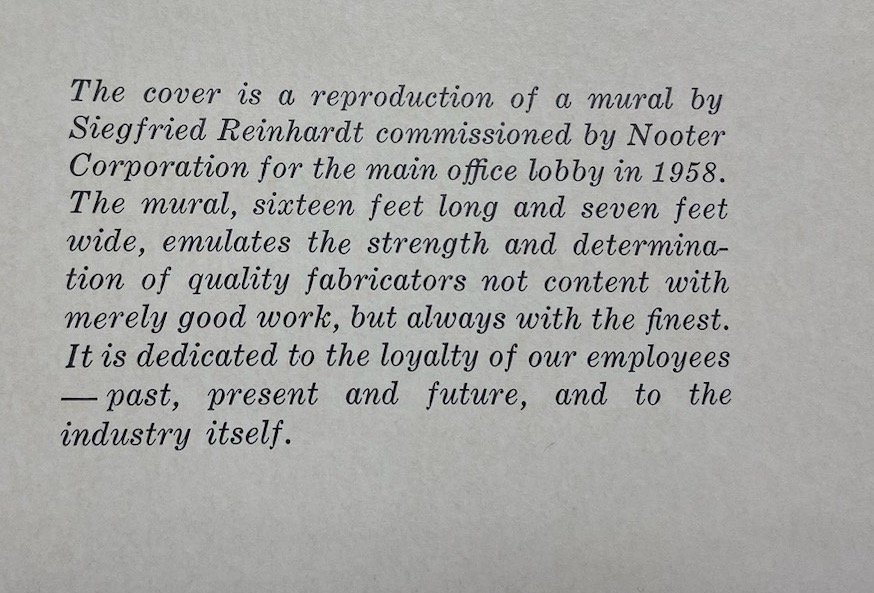 The cover is a reproduction of a mural by
Siegfried Reinhardt commissioned by Nooter
Corporation for the main office lobby in 1958.
The mural, sixteen feet long and seven feet
wide, emulates the strength and determina-
tion of quality fabricators not content with
merely good work, but always with the finest.
It is dedicated to the loyalty of our employees
— past, present and future, and to the
industry itself.